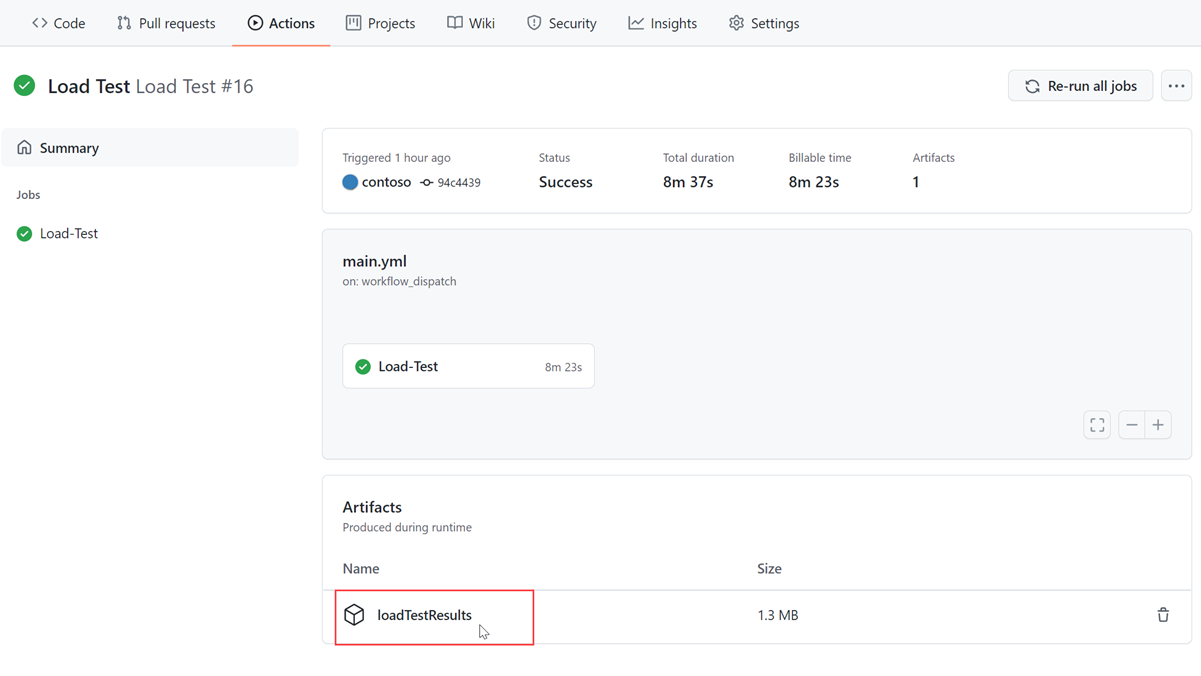 Code Pull requests Actions Projects Wiki Security Insights Settings
Load Test Load Test #16
Re-run all jobs
Summary
Jobs
Load-Test
Triggered 1 hour ago Status Total duration Billable time Artifacts
contoso 94c4439 Success 8m 37s 8m 23s 1
main.yml
on: workflow_dispatch
Load-Test 8m 23s
Artifacts
Produced during runtime
Name Size
loadTestResults 1.3 MB